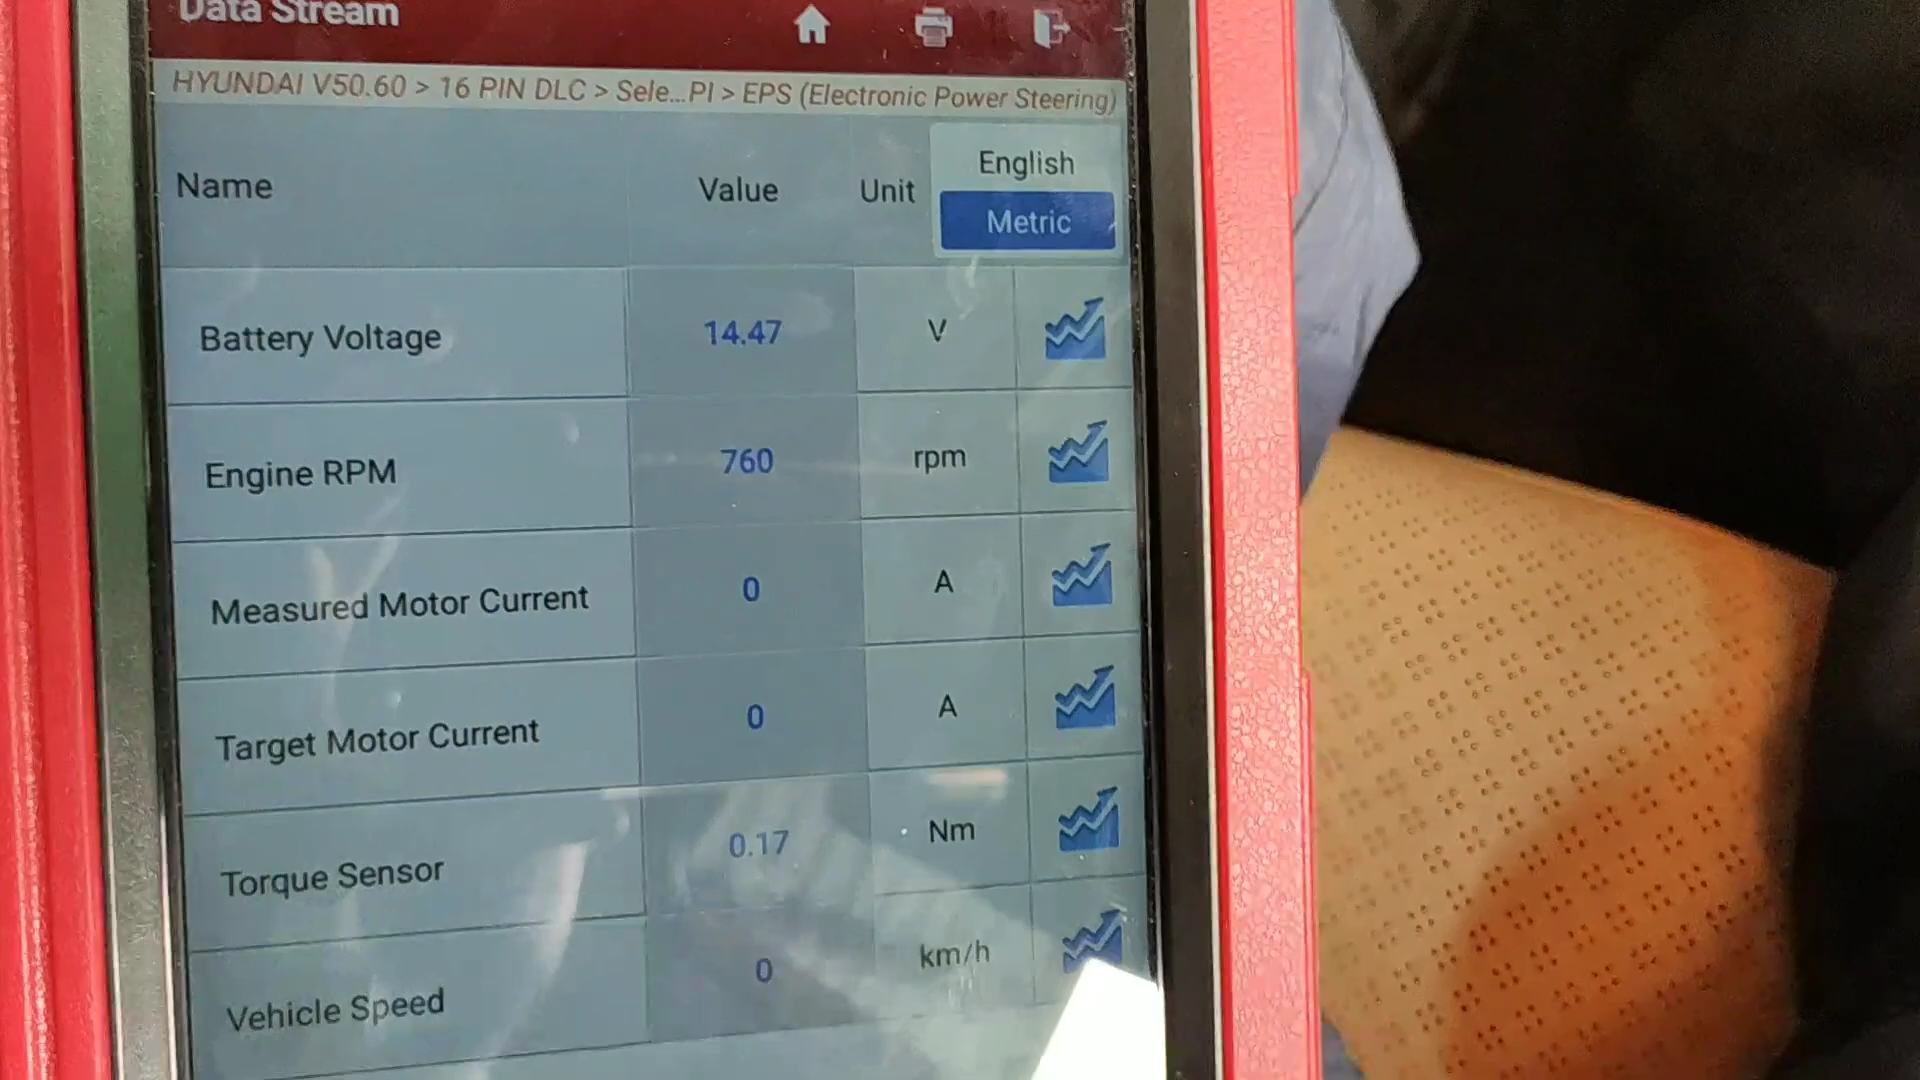 Data Stream
HYUNDAI V50.60 > 16 PIN DLC > Sele...PI > EPS (Electronic Power Steering)
Name Value Unit English
Metric
Battery Voltage 14.47 V
Engine RPM 760 rpm
Measured Motor Current 0 A
Target Motor Current 0 A
Torque Sensor 0.17 Nm
Vehicle Speed 0 km/h